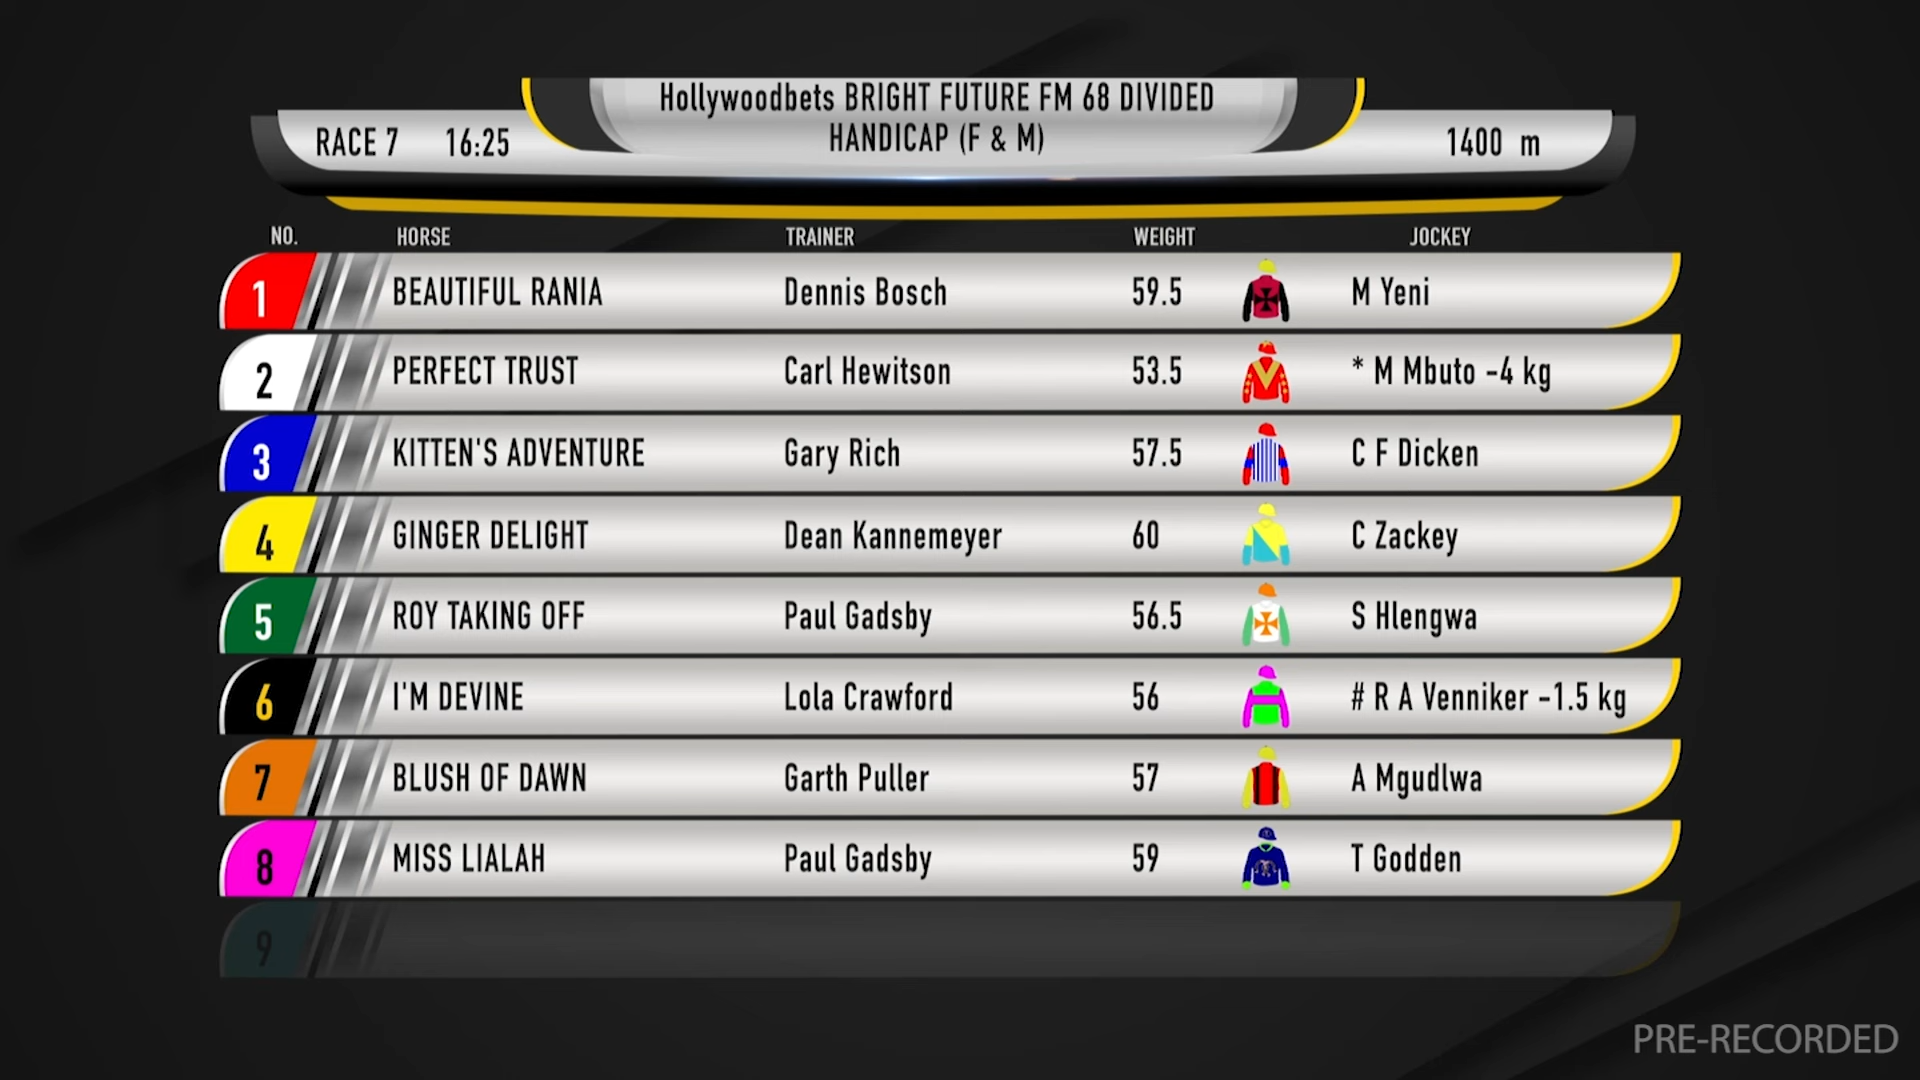 Hollywoodbets BRIGHT FUTURE FM 68 DIVIDED
HANDICAP (F & M)
RACE 7 16:25 1400 m
NO. HORSE TRAINER WEIGHT JOCKEY
1 BEAUTIFUL RANIA Dennis Bosch 59.5 M Yeni
2 PERFECT TRUST Carl Hewitson 53.5 * M Mbuto -4 kg
3 KITTEN'S ADVENTURE Gary Rich 57.5 C F Dicken
4 GINGER DELIGHT Dean Kannemeyer 60 C Zackey
5 ROY TAKING OFF Paul Gadsby 56.5 S Hlengwa
6 I'M DEVINE Lola Crawford 56 # R A Venniker -1.5 kg
7 BLUSH OF DAWN Garth Puller 57 A Mgudlwa
8 MISS LIALAH Paul Gadsby 59 T Godden
9
PRE-RECORDED